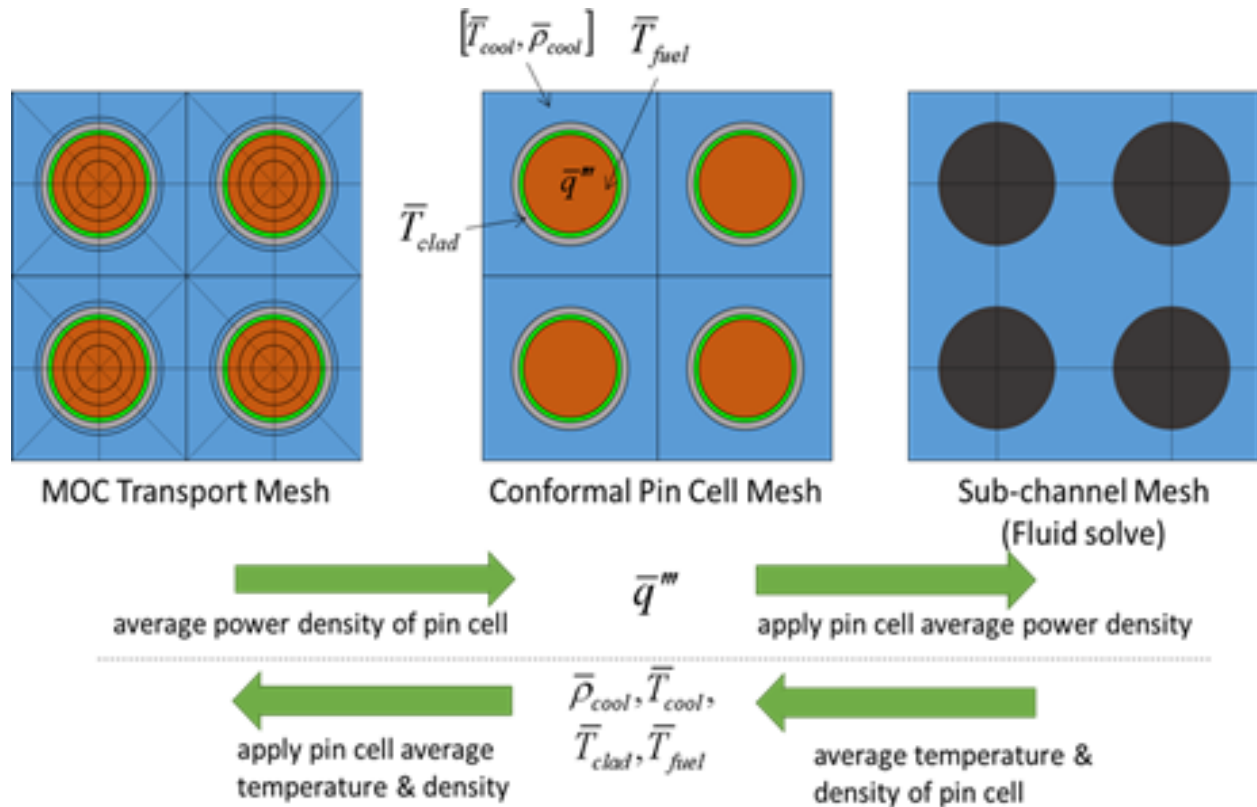 [T̅cool, ρ̅cool] T̅fuel
q̅‴
T̅clad
MOC Transport Mesh
Conformal Pin Cell Mesh
Sub-channel Mesh
(Fluid solve)
average power density of pin cell
q̅‴
apply pin cell average power density
ρ̅cool, T̅cool,
T̅clad, T̅fuel
apply pin cell average
temperature & density
average temperature &
density of pin cell